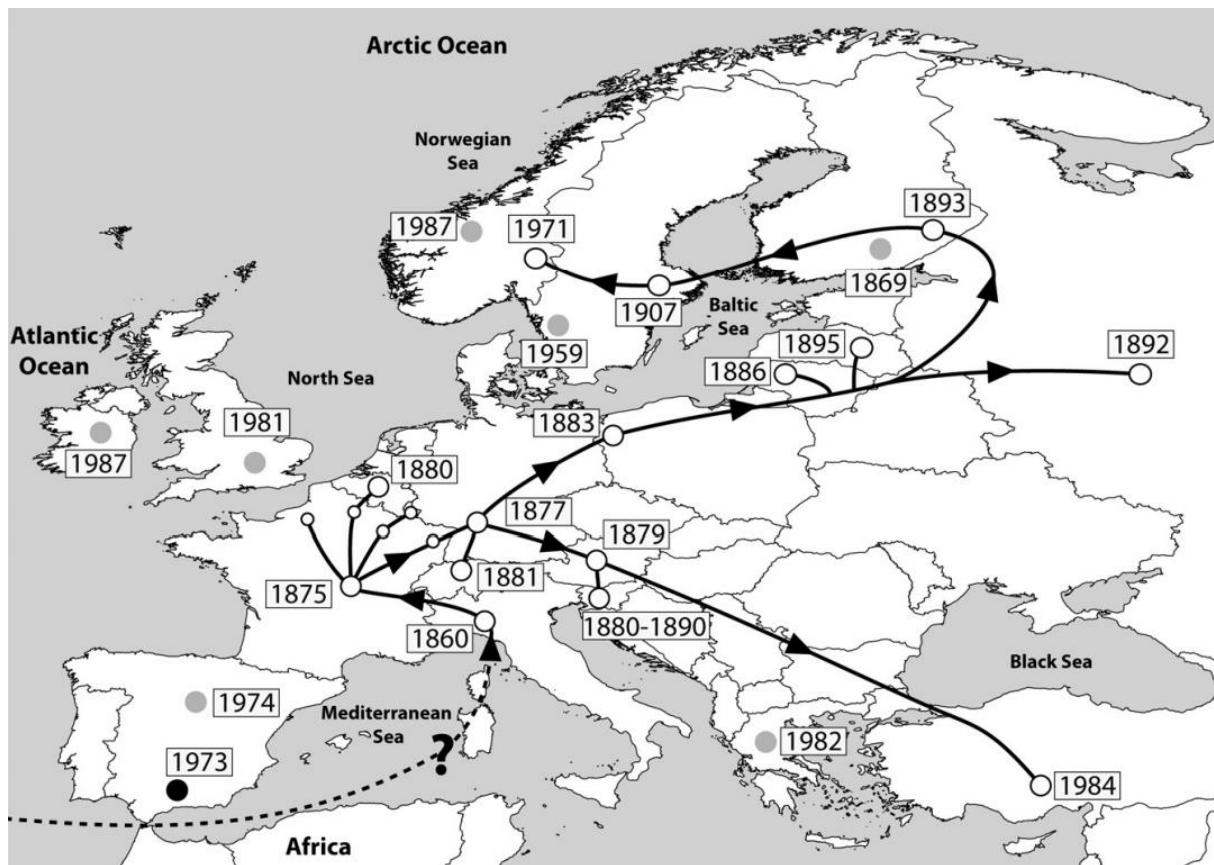 Arctic Ocean
Norwegian
Sea
1893
1987
1971
1869
1907
Baltic
Sea
Atlantic
Ocean
1959
1895
1892
1886
North Sea
1981
1883
1987
1880
1877
1879
1881
1875
1880-1890
1860
Black Sea
1974
Mediterranean
Sea
?
1982
1973
1984
Africa